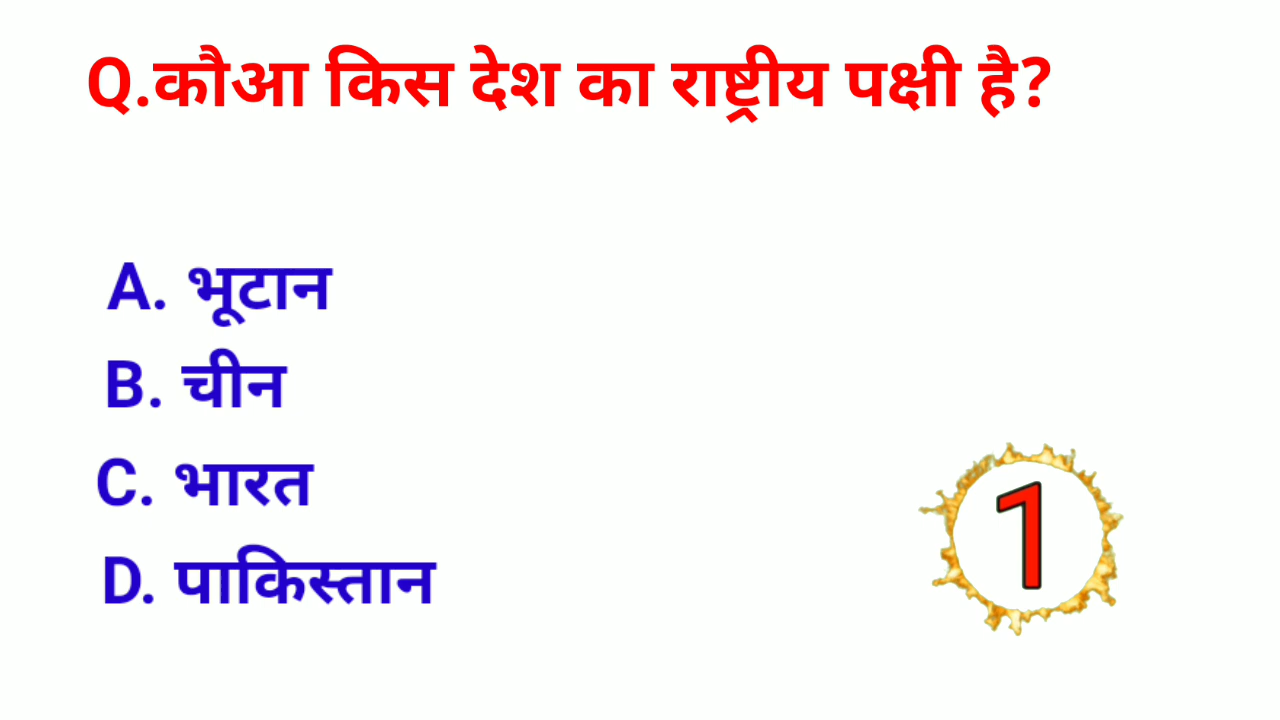 Q.कौआ किस देश का राष्ट्रीय पक्षी है?
A. भूटान
B. चीन
C. भारत
D. पाकिस्तान
1